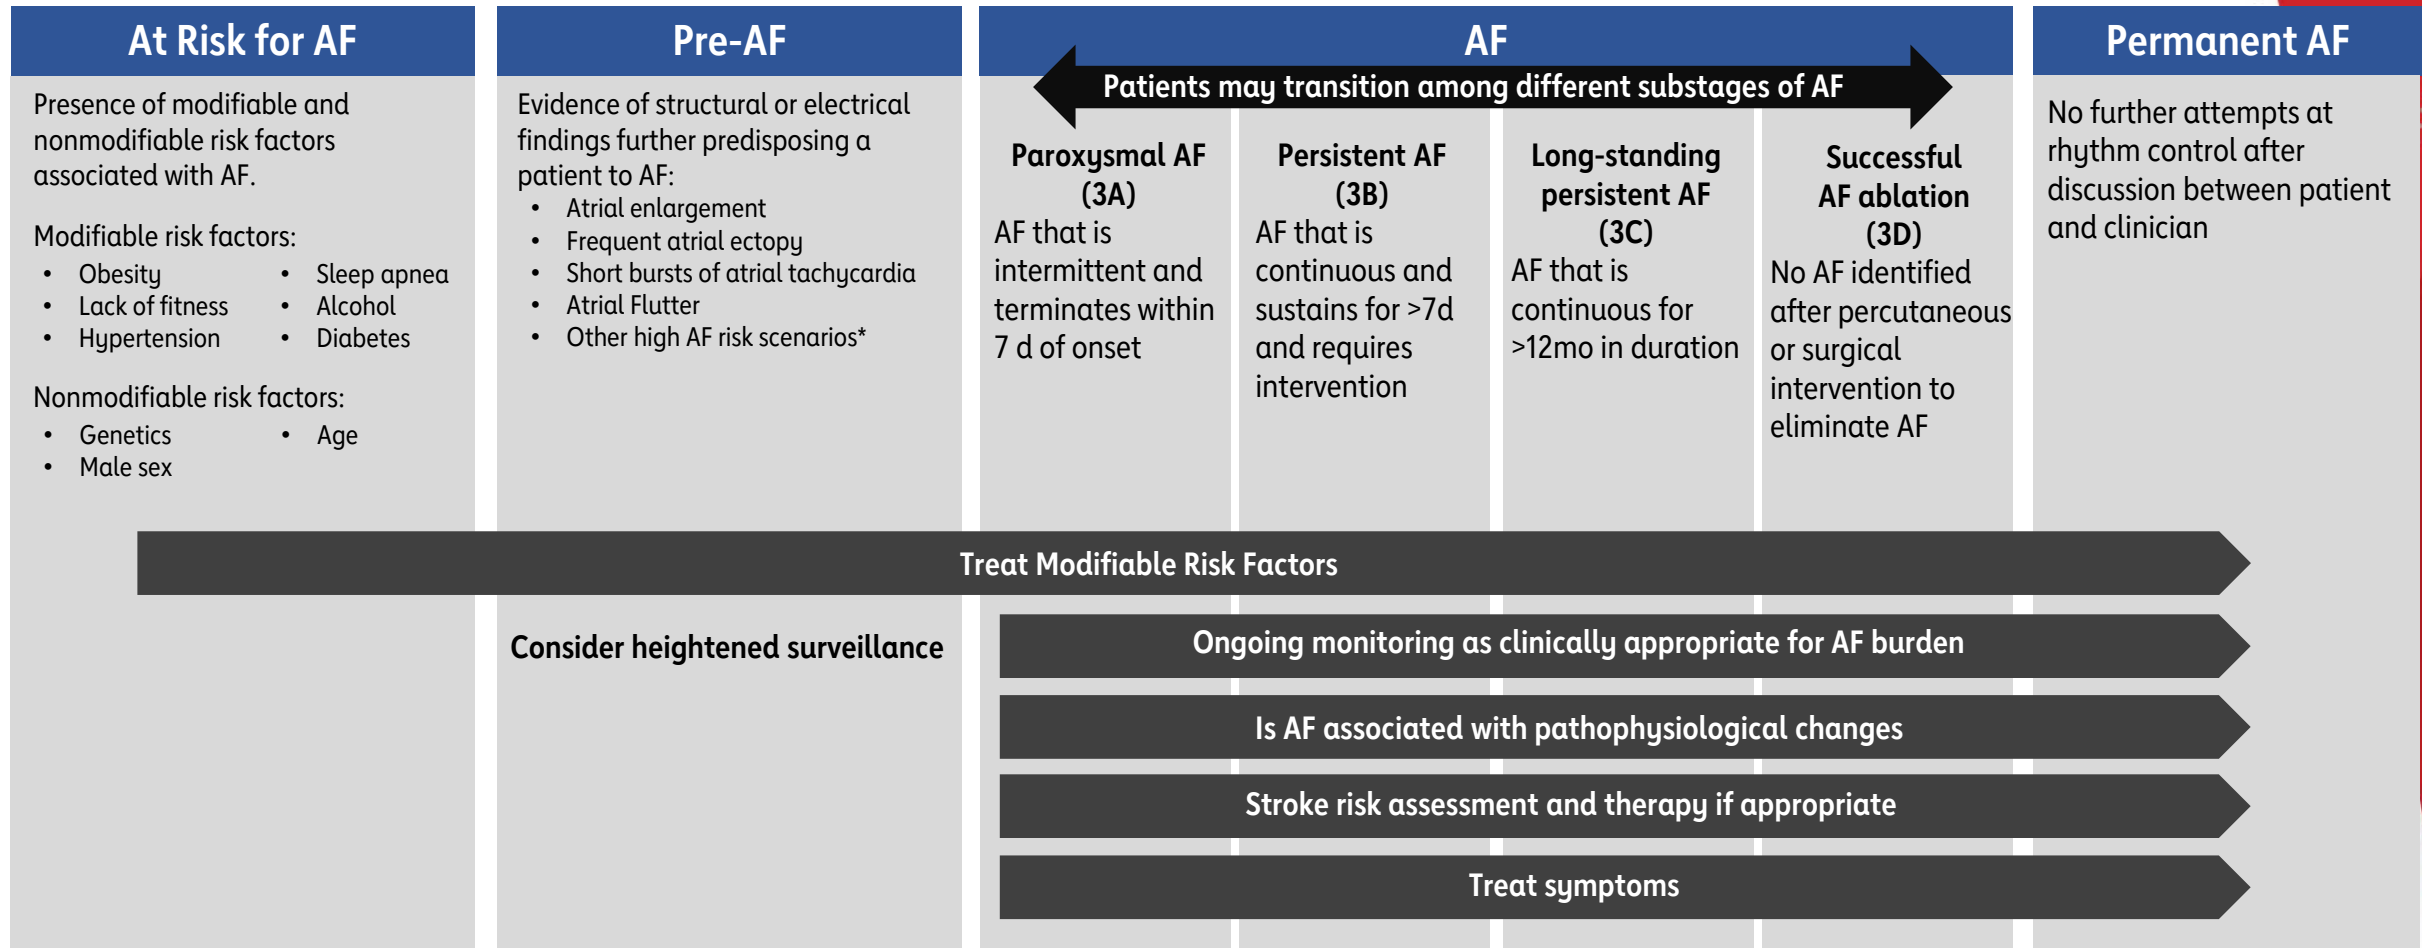 At Risk for AF
Presence of modifiable and
nonmodifiable risk factors
associated with AF.
Modifiable risk factors:
• Obesity
• Lack of fitness
• Hypertension
• Sleep apnea
• Alcohol
• Diabetes
Nonmodifiable risk factors:
• Genetics
• Male sex
• Age
Pre-AF
Evidence of structural or electrical
findings further predisposing a
patient to AF:
• Atrial enlargement
• Frequent atrial ectopy
• Short bursts of atrial tachycardia
• Atrial Flutter
• Other high AF risk scenarios*
AF
Patients may transition among different substages of AF
Paroxysmal AF
(3A)
AF that is
intermittent and
terminates within
7 d of onset
Persistent AF
(3B)
AF that is
continuous and
sustains for >7d
and requires
intervention
Long-standing
persistent AF
(3C)
AF that is
continuous for
>12mo in duration
Successful
AF ablation
(3D)
No AF identified
after percutaneous
or surgical
intervention to
eliminate AF
Permanent AF
No further attempts at
rhythm control after
discussion between patient
and clinician
Treat Modifiable Risk Factors
Consider heightened surveillance
Ongoing monitoring as clinically appropriate for AF burden
Is AF associated with pathophysiological changes
Stroke risk assessment and therapy if appropriate
Treat symptoms